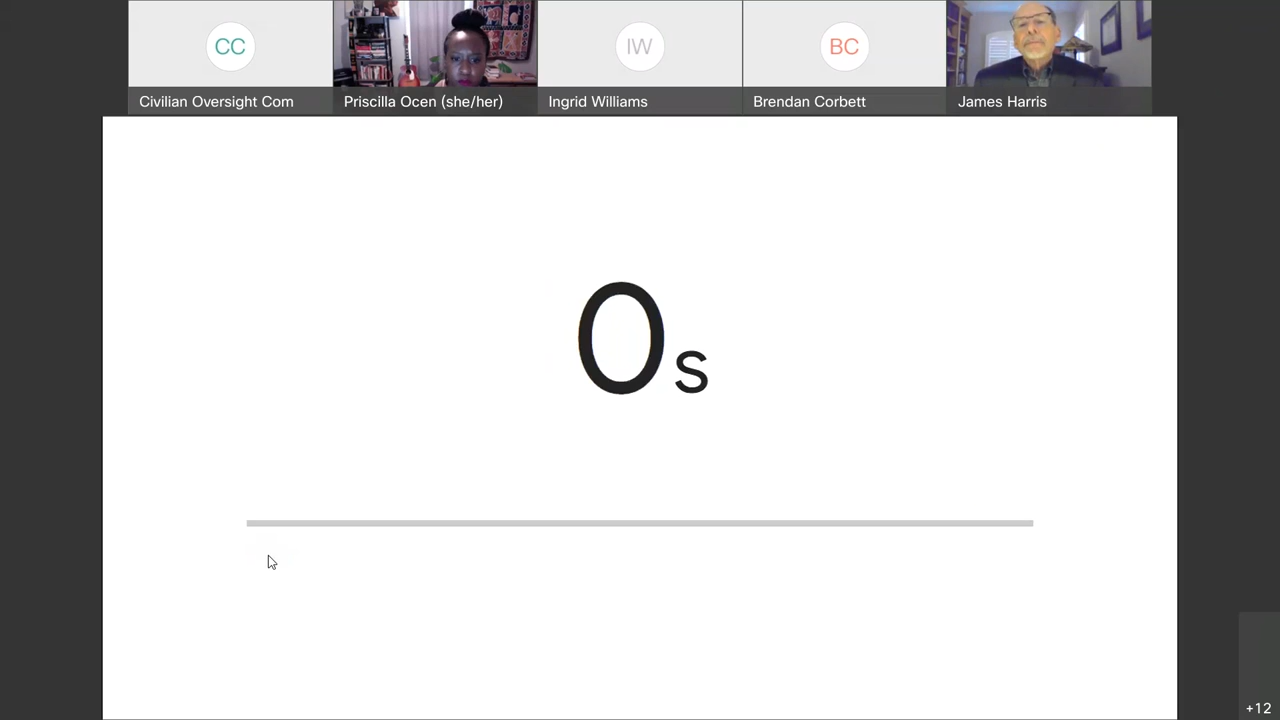 CC
IW
BC
Civilian Oversight Com
Priscilla Ocen (she/her)
Ingrid Williams
Brendan Corbett
James Harris
0s
+12